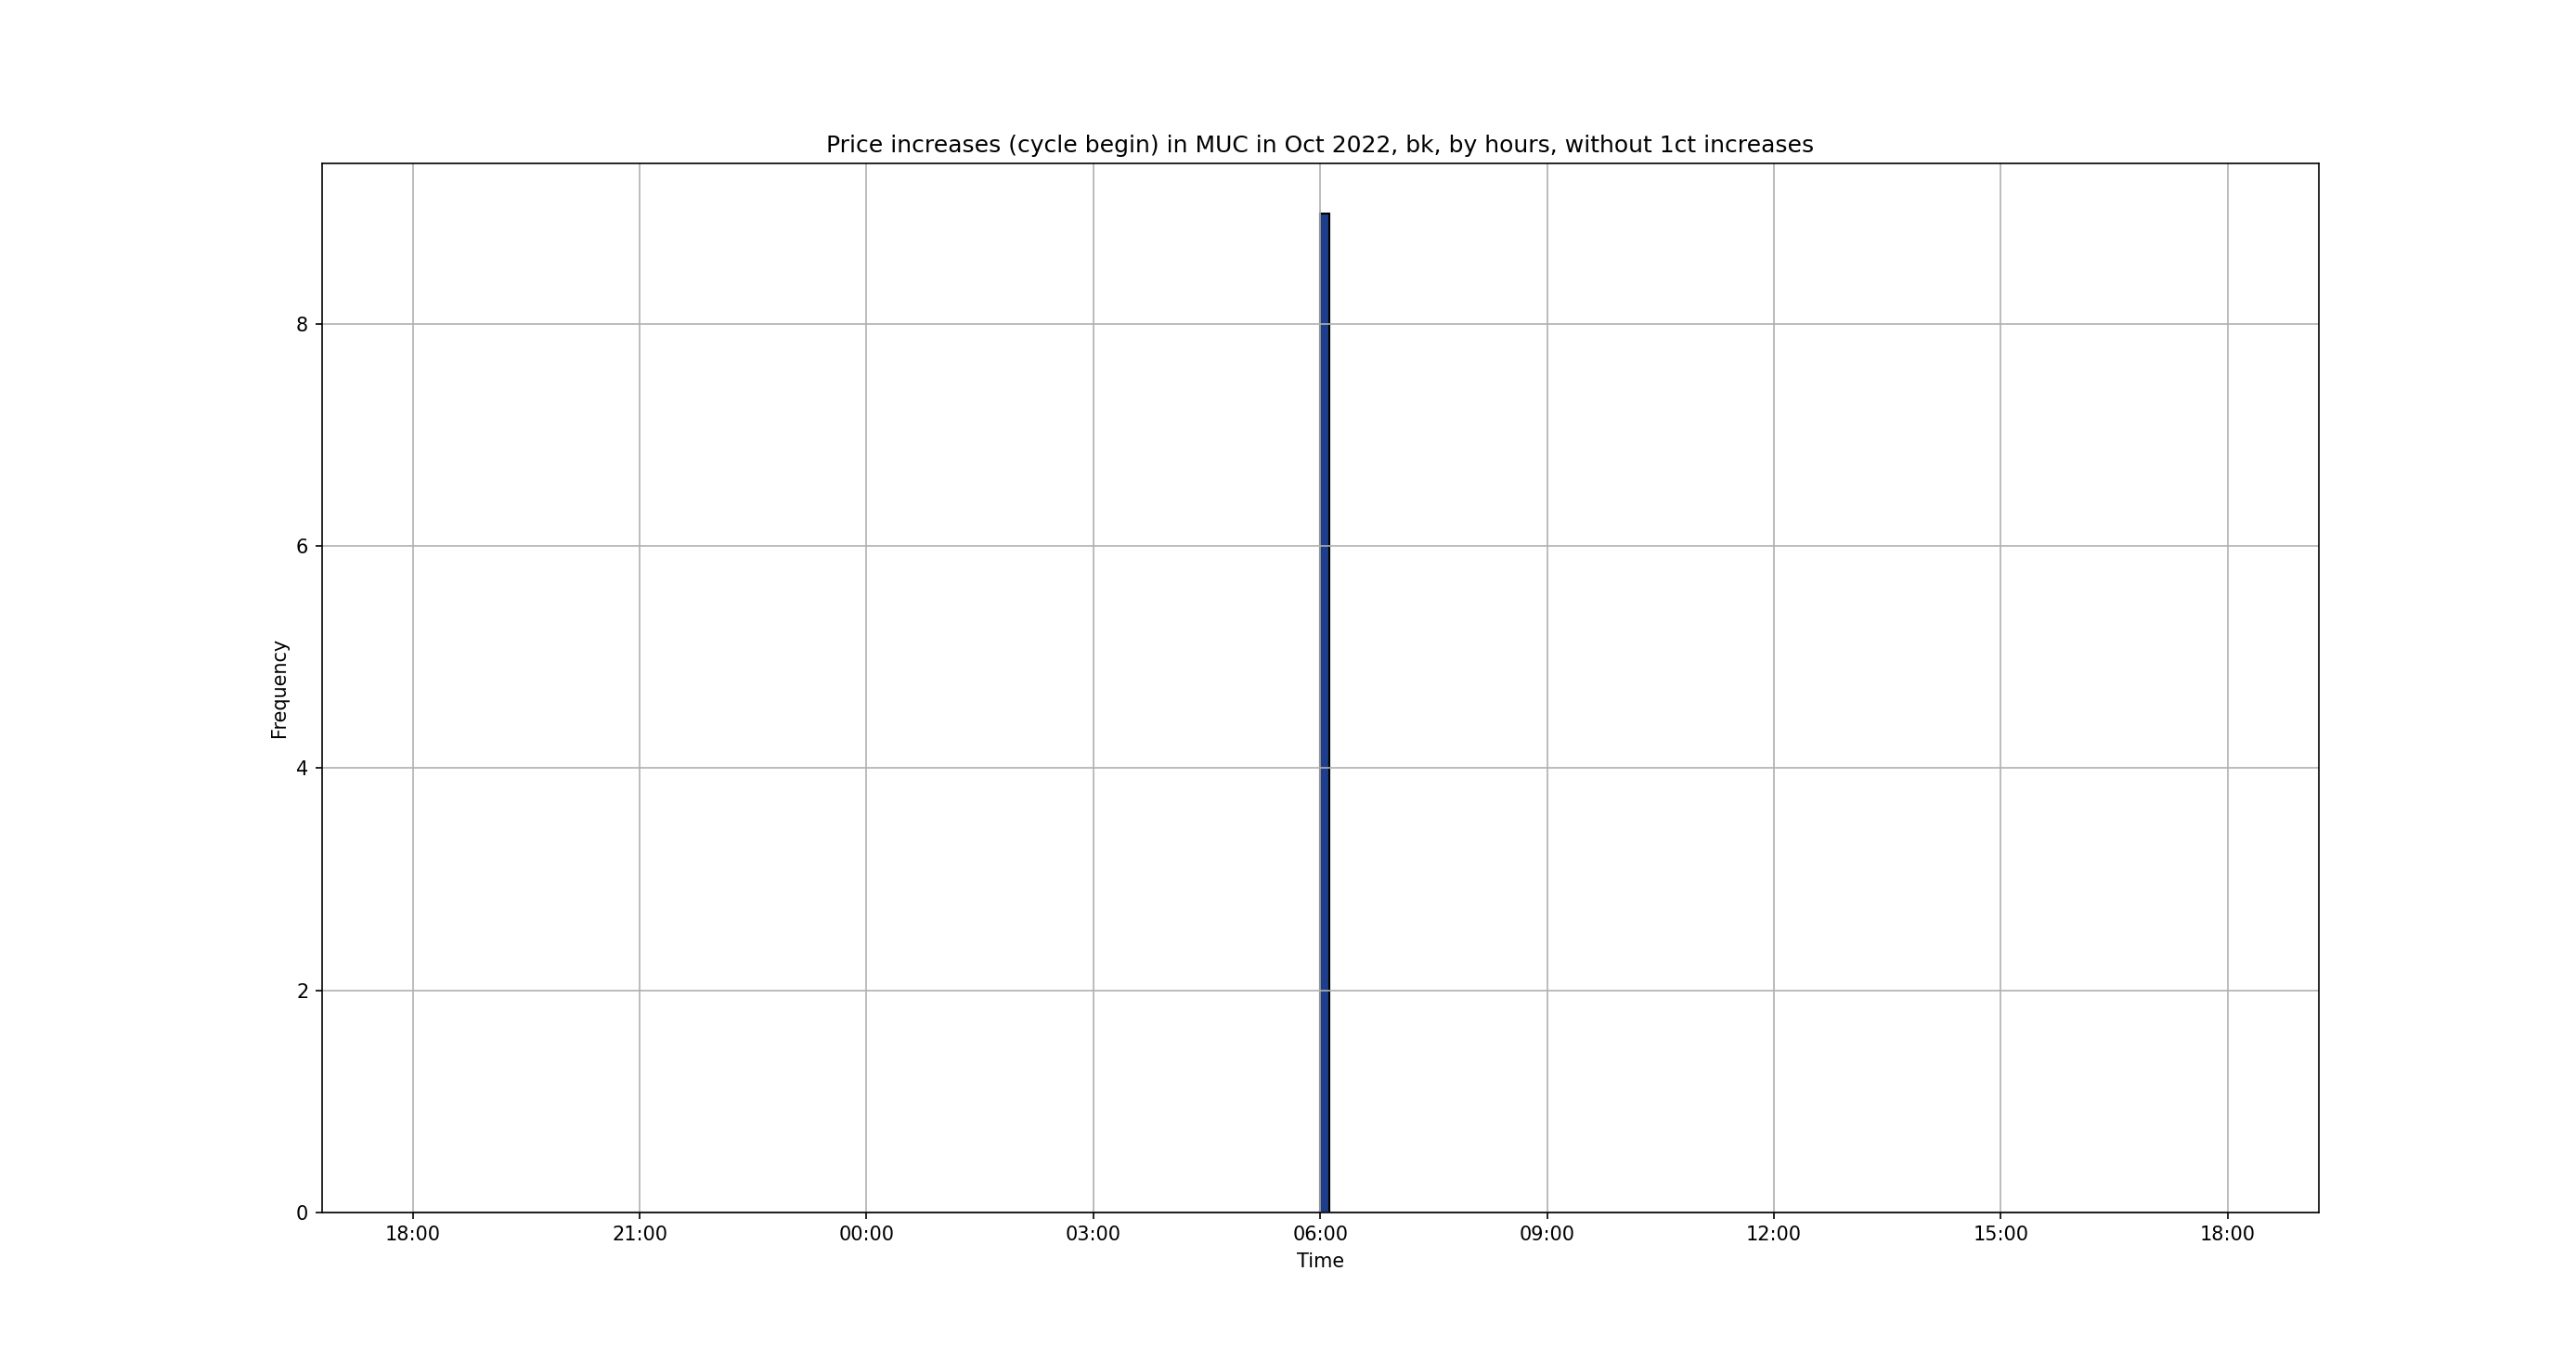 Price increases (cycle begin) in MUC in Oct 2022, bk, by hours, without 1ct increases
8
6
4
2
0
Frequency
18:00 21:00 00:00 03:00 06:00 09:00 12:00 15:00 18:00
Time